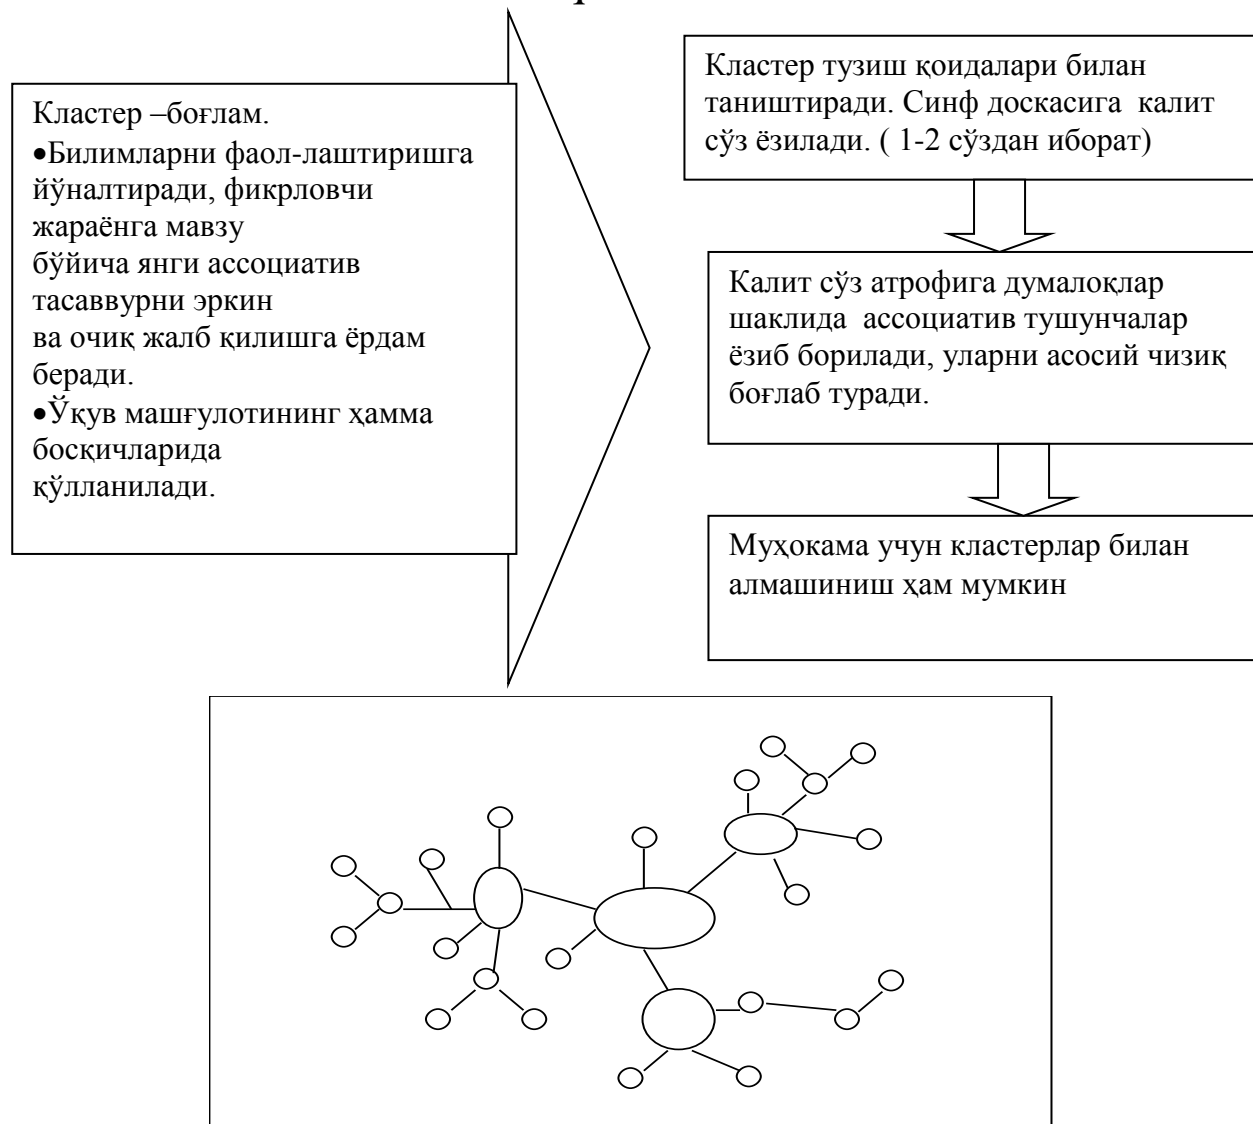 Кластер –боғлам.
•Билимларни фаол-лаштиришга
йўналтиради, фикрловчи
жараёнга мавзу
бўйича янги ассоциатив
тасаввурни эркин
ва очиқ жалб қилишга ёрдам
беради.
•Ўқув машғулотининг ҳамма
босқичларида
қўлланилади.
Кластер тузиш қоидалари билан
таништиради. Синф доскасига калит
сўз ёзилади. ( 1-2 сўздан иборат)
Калит сўз атрофига думалоқлар
шаклида ассоциатив тушунчалар
ёзиб борилади, уларни асосий чизиқ
боғлаб туради.
Муҳокама учун кластерлар билан
алмашиниш ҳам мумкин